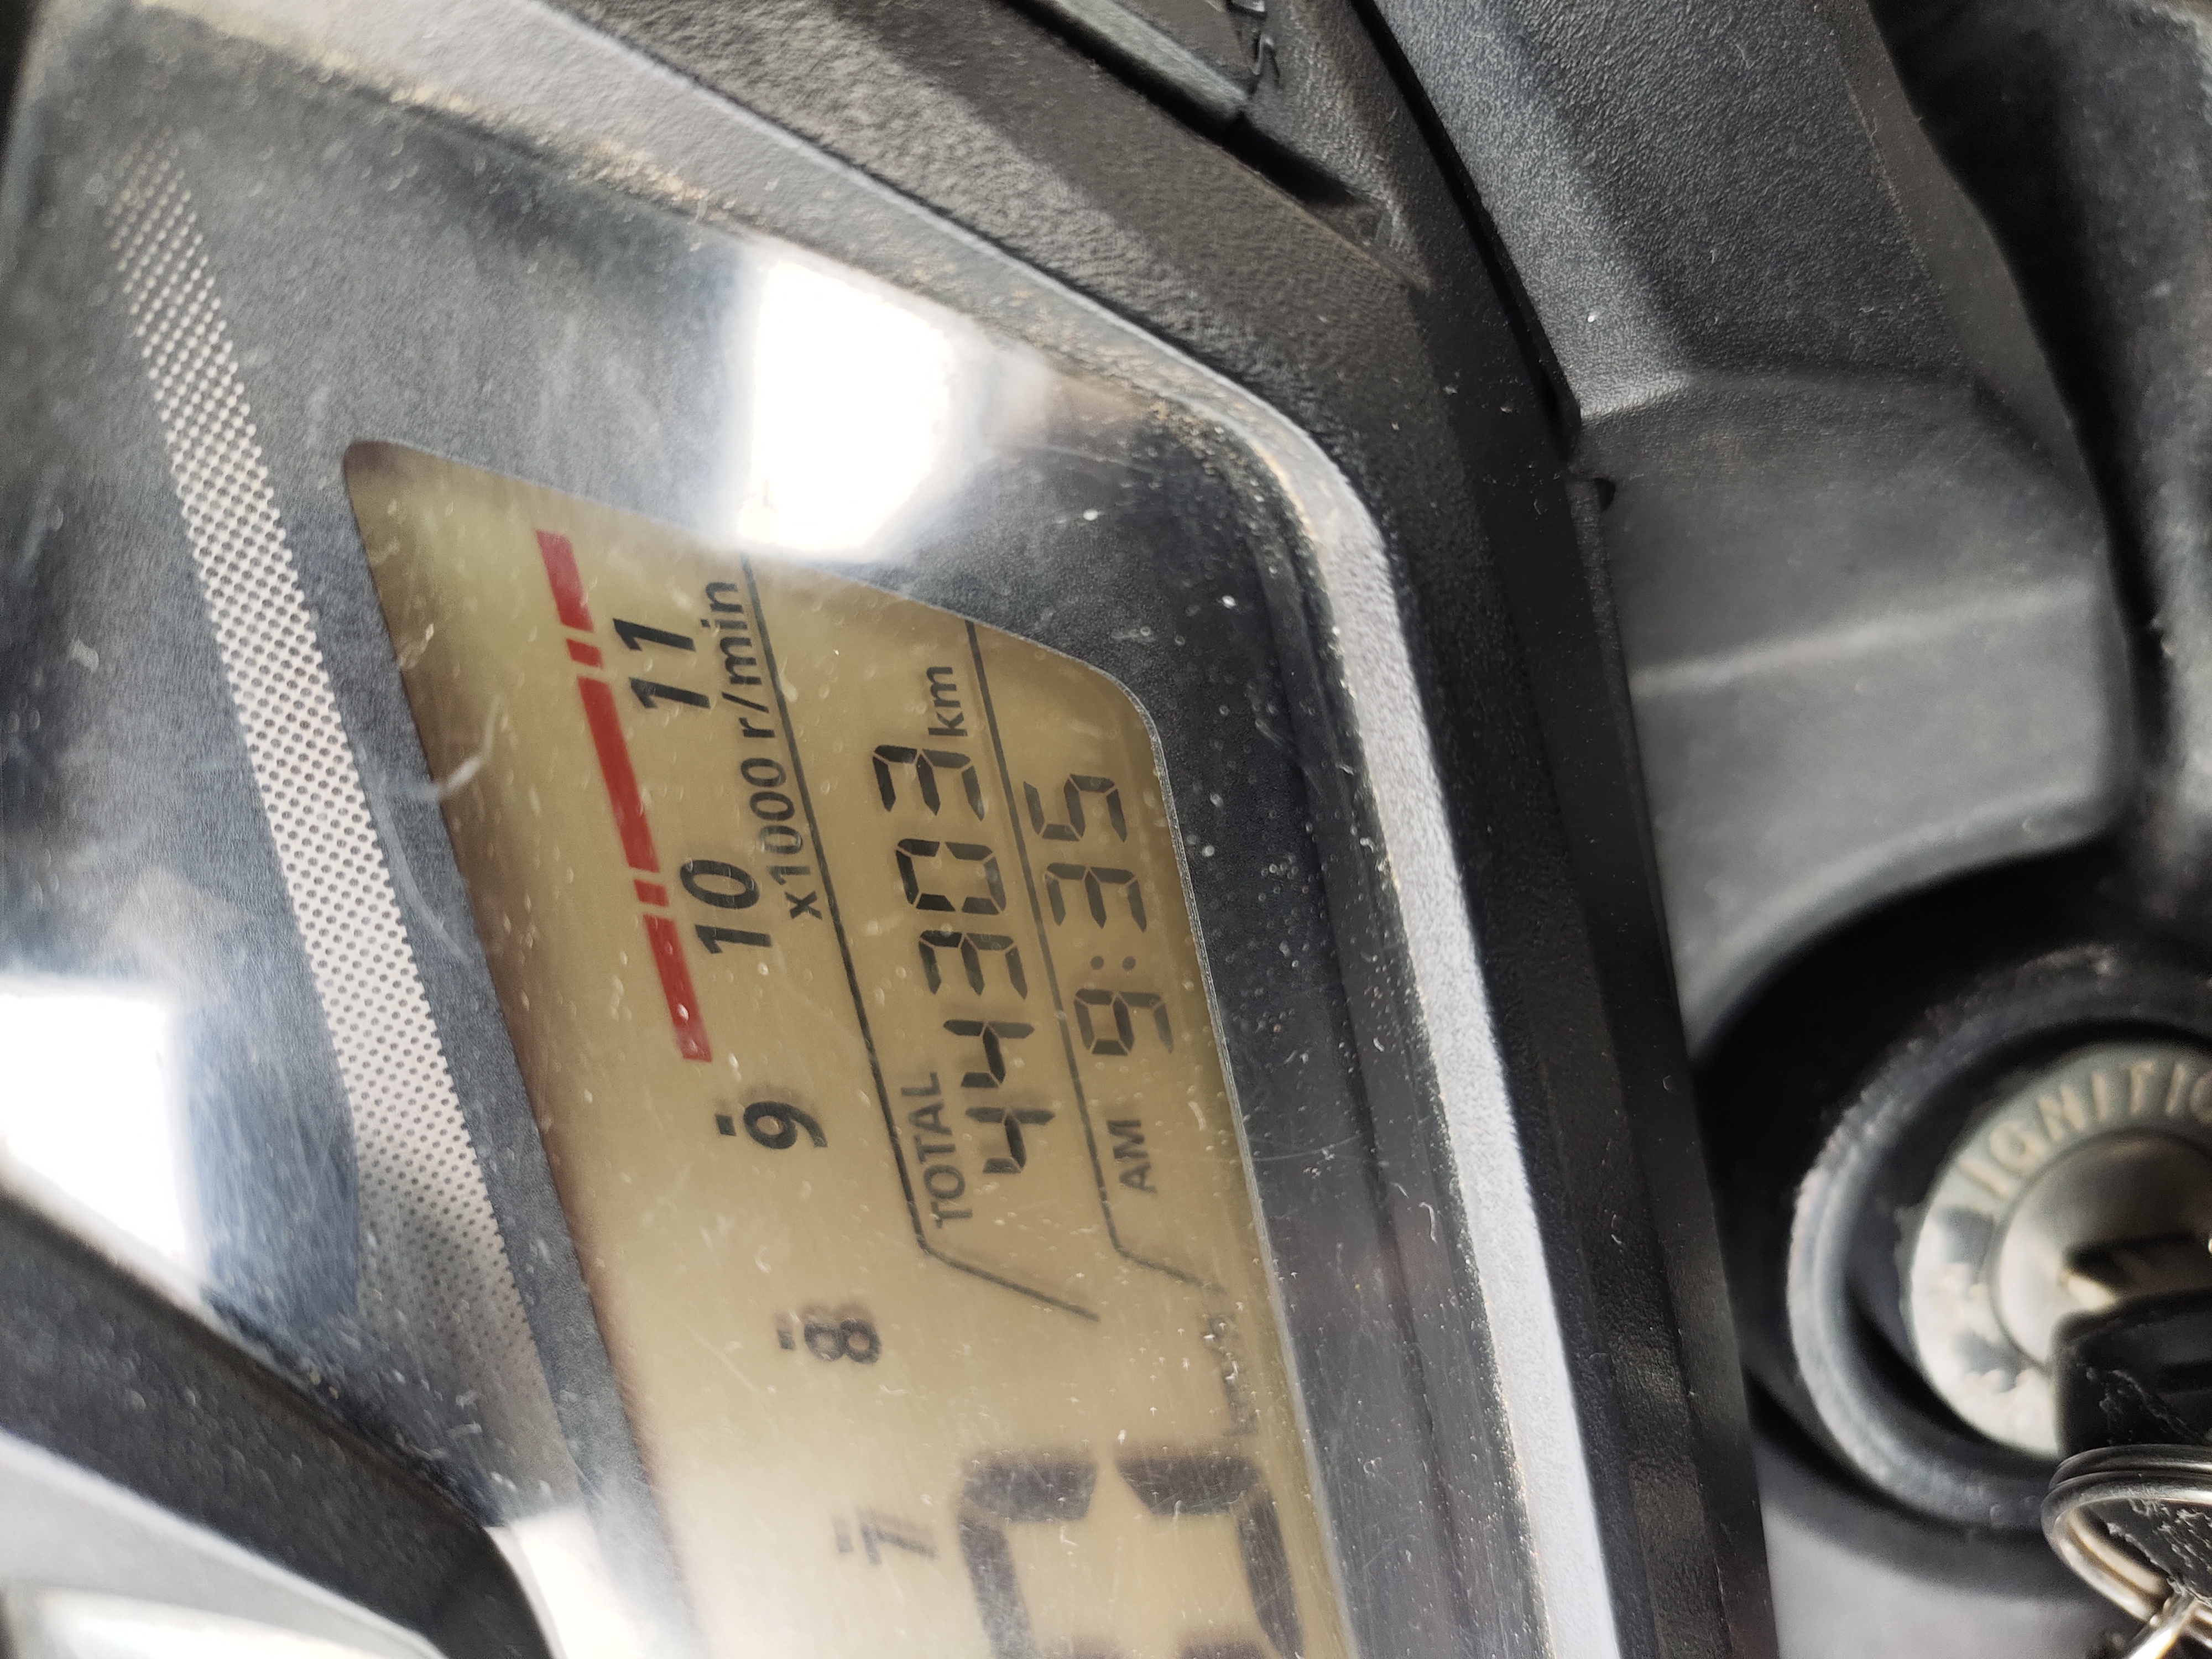 7 8 9 10 11
x1000 r/min
TOTAL
44303 km
AM 9:35
IGNITIO